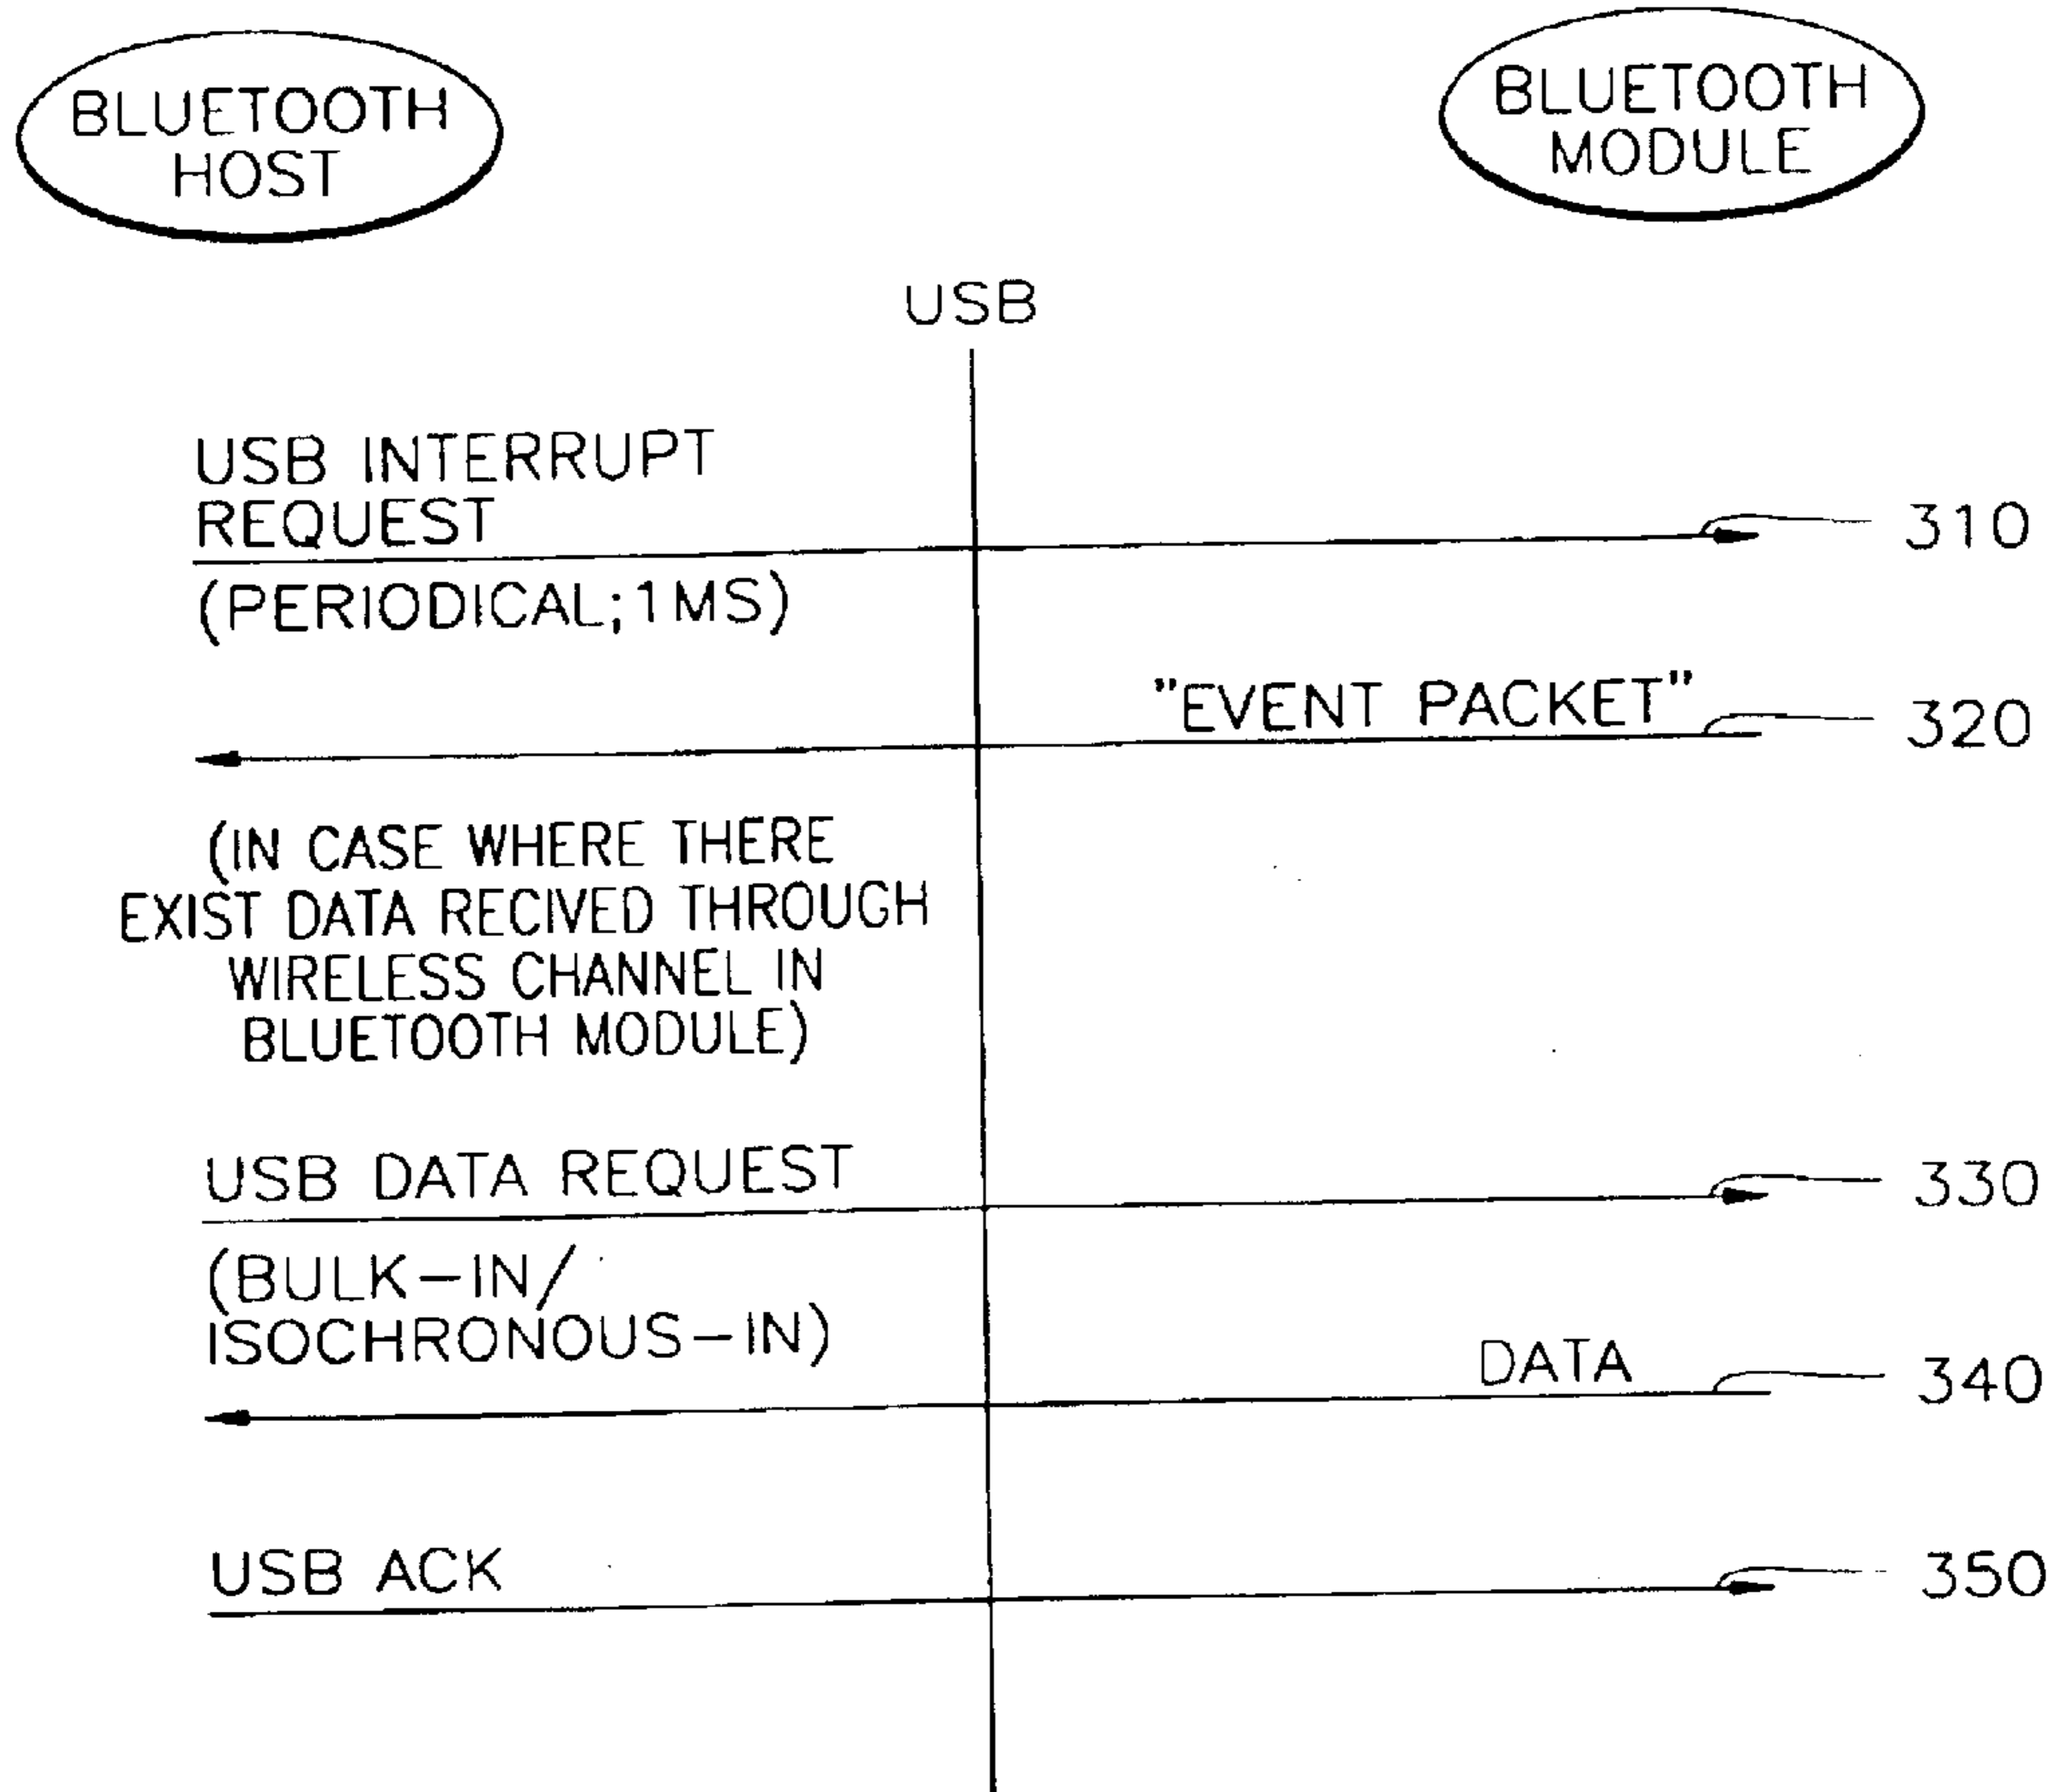 BLUETOOTH
HOST
BLUETOOTH
MODULE
USB
USB INTERRUPT
REQUEST
310
(PERIODICAL;1MS)
"EVENT PACKET"
320
(IN CASE WHERE THERE
EXIST DATA RECIVED THROUGH
WIRELESS CHANNEL IN
BLUETOOTH MODULE)
USB DATA REQUEST
330
(BULK-IN/
ISOCHRONOUS-IN)
DATA
340
USB ACK
350